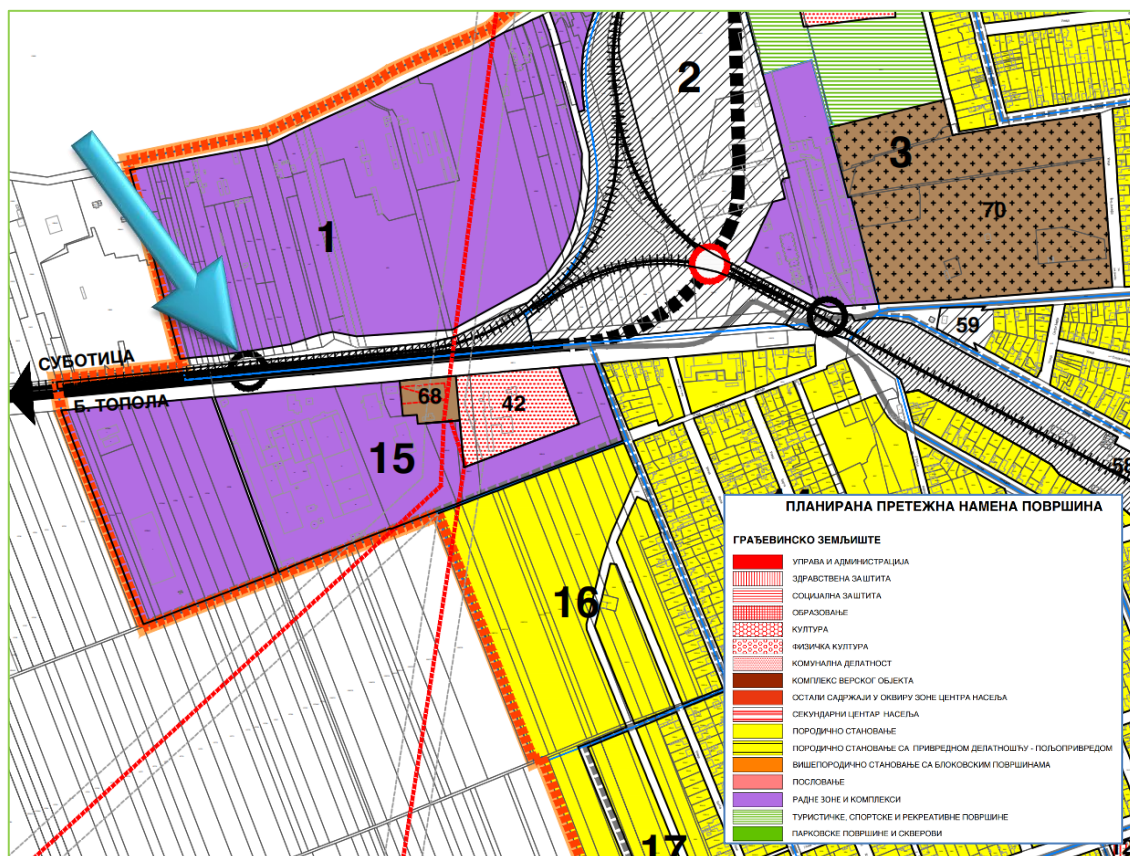 2
3
70
1
59
СУБОТИЦА
Б. ТОПОЛА
68
42
15
58
16
17
ПЛАНИРАНА ПРЕТЕЖНА НАМЕНА ПОВРШИНА
ГРАЂЕВИНСКО ЗЕМЉИШТЕ
УПРАВА И АДМИНИСТРАЦИЈА
ЗДРАВСТВЕНА ЗАШТИТА
СОЦИЈАЛНА ЗАШТИТА
ОБРАЗОВАЊЕ
КУЛТУРА
ФИЗИЧКА КУЛТУРА
КОМУНАЛНА ДЕЛАТНОСТ
КОМПЛЕКС ВЕРСКОГ ОБЈЕКТА
ОСТАЛИ САДРЖАЈИ У ОКВИРУ ЗОНЕ ЦЕНТРА НАСЕЉА
СЕКУНДАРНИ ЦЕНТАР НАСЕЉА
ПОРОДИЧНО СТАНОВАЊЕ
ПОРОДИЧНО СТАНОВАЊЕ СА ПРИВРЕДНОМ ДЕЛАТНОШЋУ - ПОЉОПРИВРЕДОМ
ВИШЕПОРОДИЧНО СТАНОВАЊЕ СА БЛОКОВСКИМ ПОВРШИНАМА
ПОСЛОВАЊЕ
РАДНЕ ЗОНЕ И КОМПЛЕКСИ
ТУРИСТИЧКЕ, СПОРТСКЕ И РЕКРЕАТИВНЕ ПОВРШИНЕ
ПАРКОВСКЕ ПОВРШИНЕ И СКВЕРОВИ